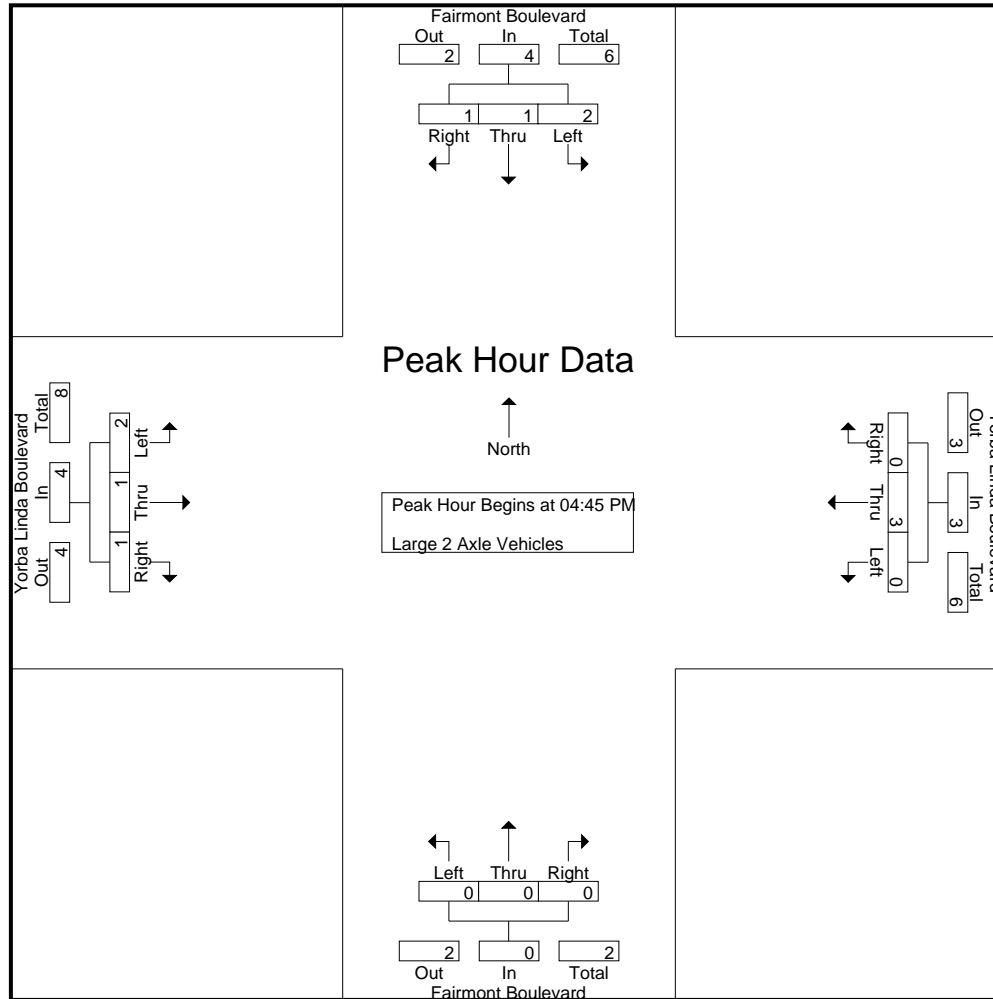 Fairmont Boulevard
Out In Total
2 4 6
1 1 2
Right Thru Left
Peak Hour Data
North
Peak Hour Begins at 04:45 PM
Large 2 Axle Vehicles
Yorba Linda Boulevard
Out In Total
4 4 8
2 1 1
Left Thru Right
Right Thru Left
0 3 0
3 3 6
Out In Total
Linda Boulevard
Left Thru Right
0 0 0
2 0 2
Out In Total
Fairmont Boulevard